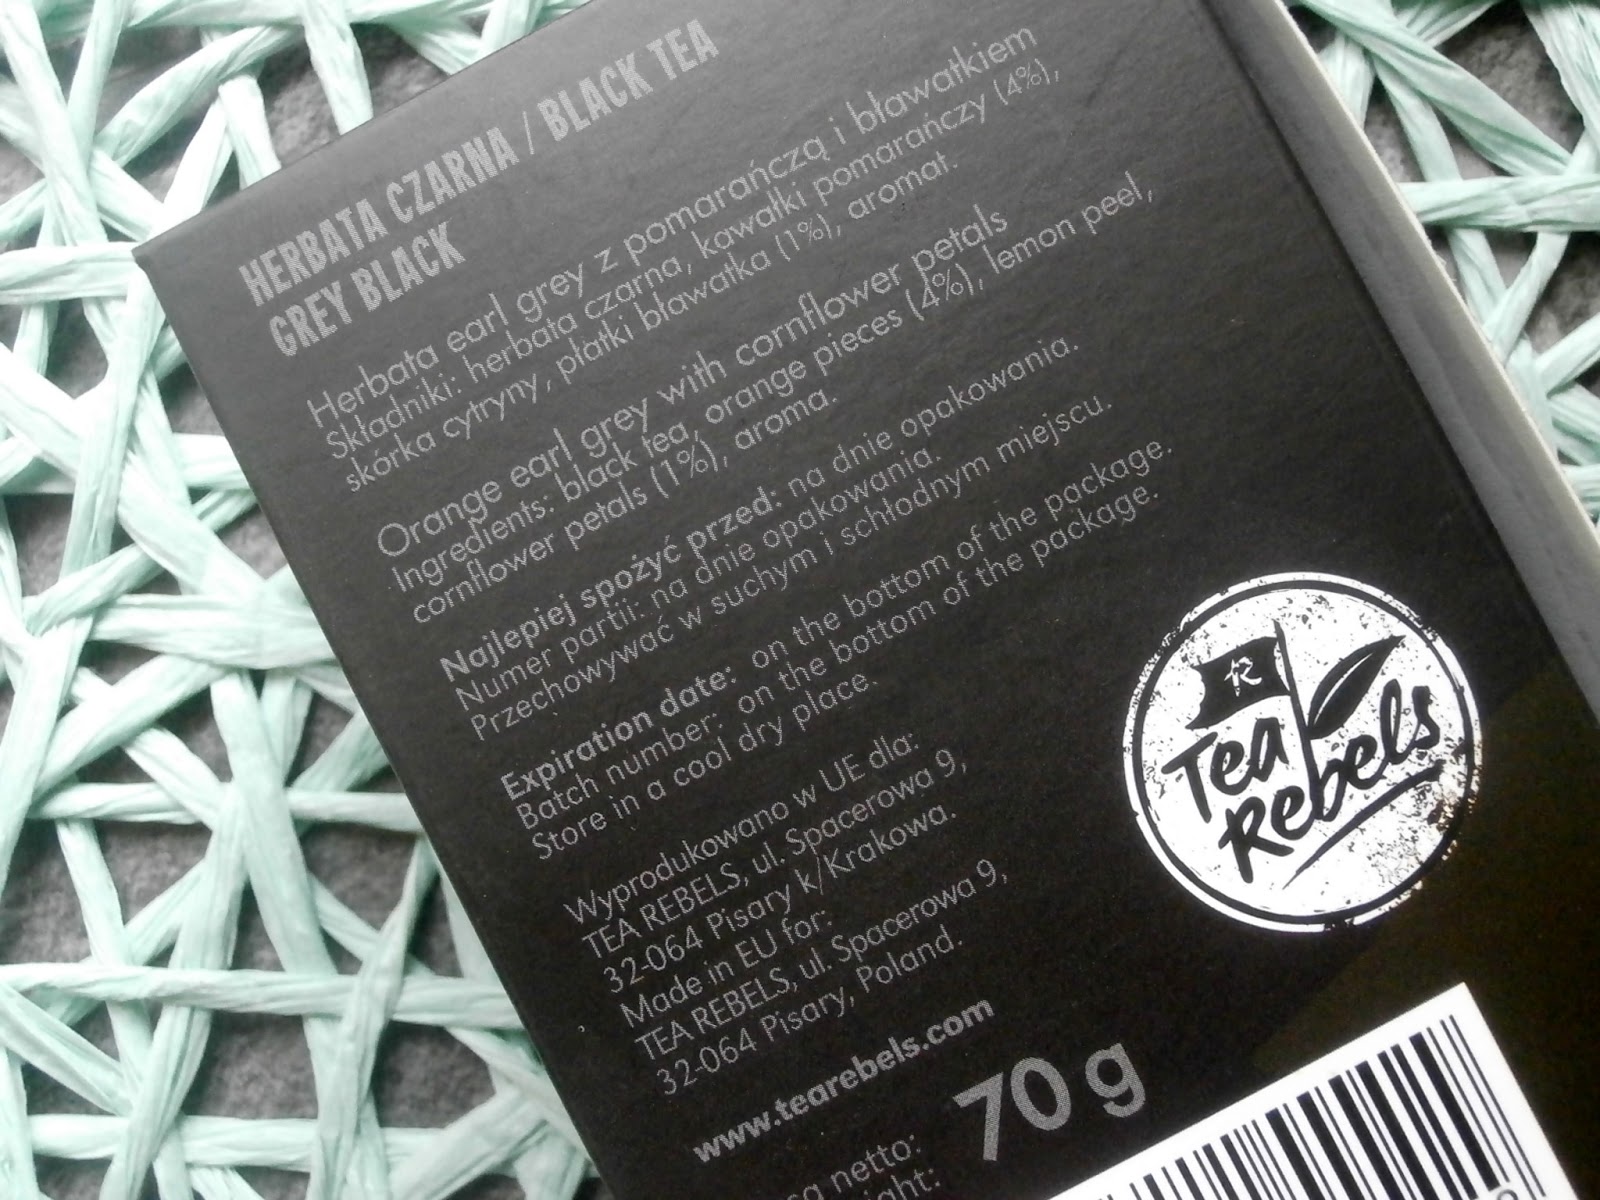 HERBATA CZARNA / BLACK TEA
GREY BLACK
Herbata earl grey z pomarańczą i bławatkiem
Składniki: herbata czarna, kawałki pomarańczy (4%),
skórka cytryny, płatki bławatka (1%), aromat.
Orange earl grey with cornflower petals
Ingredients: black tea, orange pieces (4%), lemon peel,
cornflower petals (1%), aroma.
Najlepiej spożyć przed: na dnie opakowania.
Numer partii: na dnie opakowania.
Przechowywać w suchym i schłodnym miejscu.
Expiration date: on the bottom of the package.
Batch number: on the bottom of the package.
Store in a cool dry place.
Wyprodukowano w UE dla:
TEA REBELS, ul. Spacerowa 9,
32-064 Pisary k/Krakowa.
Made in EU for:
TEA REBELS, ul. Spacerowa 9,
32-064 Pisary, Poland.
www.tearebels.com
netto:
70 g
R
Tea
Rebels